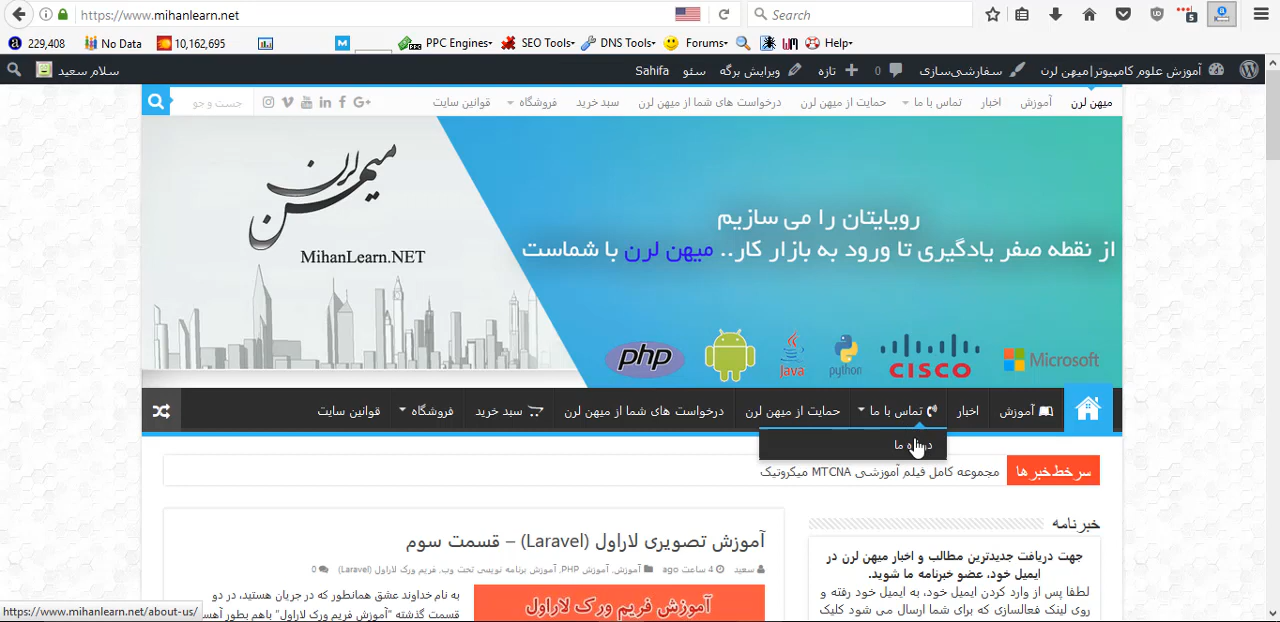 https://www.mihanlearn.net
Search
229,408
No Data
10,162,695
PPC Engines
SEO Tools
DNS Tools
Forums
Help
آموزش علوم کامپیوتر|میهن لرن
سفارشی‌سازی
0
تازه
ویرایش برگه
سئو
Sahifa
سلام سعید
میهن لرن
آموزش
اخبار
تماس با ما
حمایت از میهن لرن
درخواست های شما از میهن لرن
سبد خرید
فروشگاه
قوانین سایت
جست و جو
میهن لرن
MihanLearn.NET
رویایتان را می سازیم
از نقطه صفر یادگیری تا ورود به بازار کار.. میهن لرن با شماست
php
Java
python
CISCO
Microsoft
آموزش
اخبار
تماس با ما
حمایت از میهن لرن
درخواست های شما از میهن لرن
سبد خرید
فروشگاه
قوانین سایت
درباره ما
سرخط خبر ها
مجموعه کامل فیلم آموزشی MTCNA میکروتیک
خبرنامه
جهت دریافت جدیدترین مطالب و اخبار میهن لرن در
ایمیل خود، عضو خبرنامه ما شوید.
لطفا پس از وارد کردن ایمیل خود، به ایمیل خود رفته و
روی لینک فعالسازی که برای شما ارسال می شود کلیک
آموزش تصویری لاراول (Laravel) – قسمت سوم
سعید
4 ساعت ago
آموزش, آموزش PHP, آموزش برنامه نویسی تحت وب, فریم ورک لاراول (Laravel)
0
آموزش فریم ورک لاراول
به نام خداوند عشق همانطور که در جریان هستید، در دو
قسمت گذشته "آموزش فریم ورک لاراول" باهم بطور
https://www.mihanlearn.net/about-us/